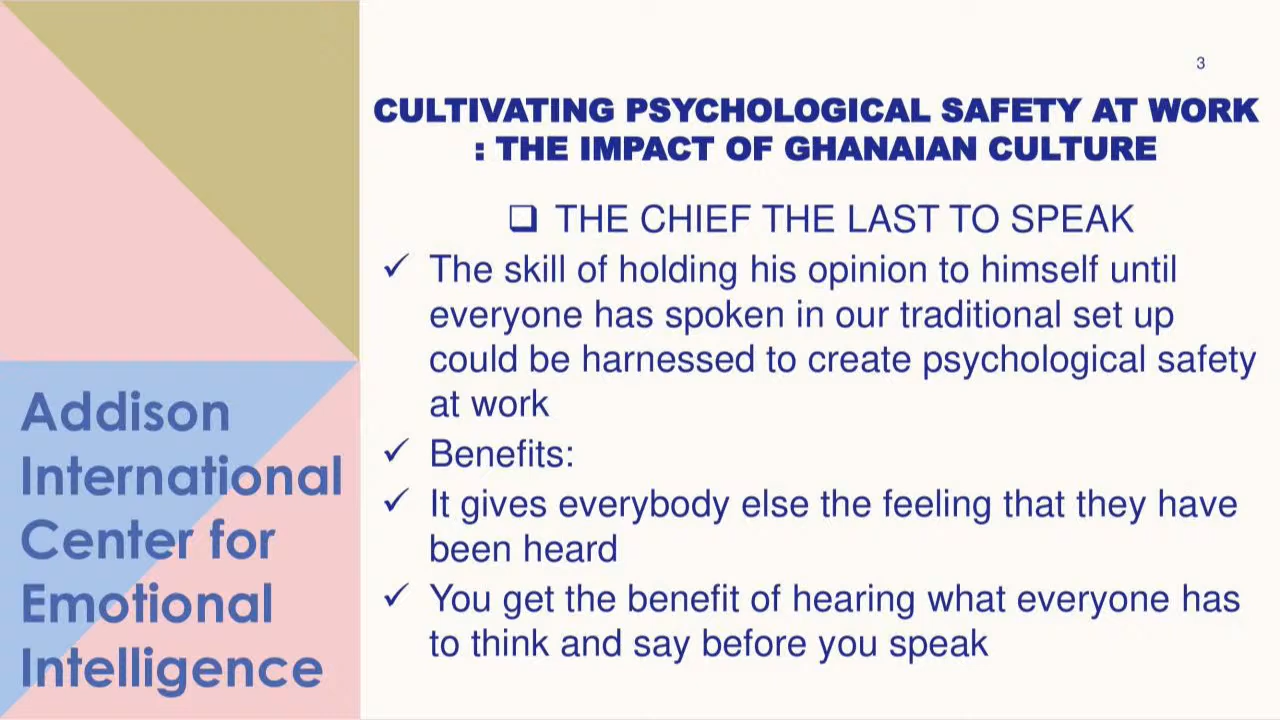 3
CULTIVATING PSYCHOLOGICAL SAFETY AT WORK
: THE IMPACT OF GHANAIAN CULTURE
❑ THE CHIEF THE LAST TO SPEAK
✓ The skill of holding his opinion to himself until
everyone has spoken in our traditional set up
could be harnessed to create psychological safety
at work
✓ Benefits:
✓ It gives everybody else the feeling that they have
been heard
✓ You get the benefit of hearing what everyone has
to think and say before you speak
Addison
International
Center for
Emotional
Intelligence